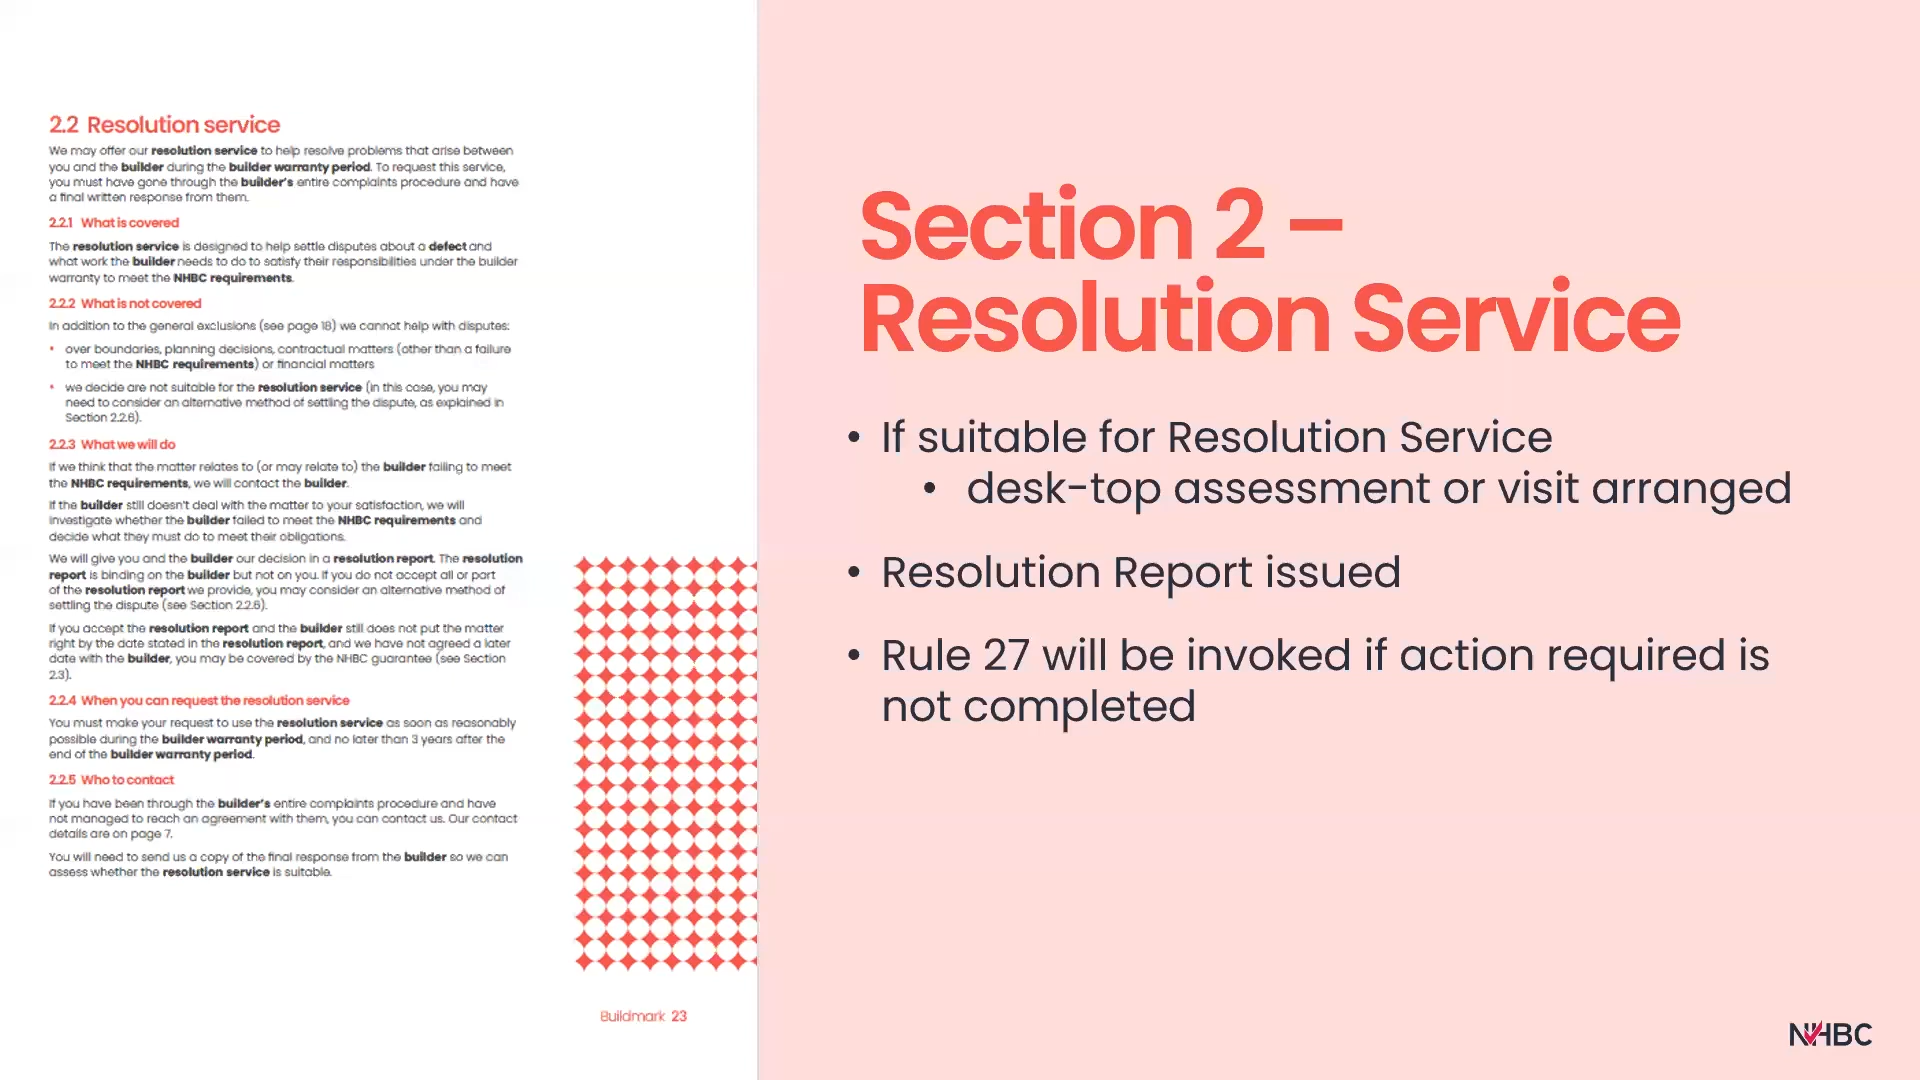 2.2 Resolution service
We may offer our resolution service to help resolve problems that arise between
you and the builder during the builder warranty period. To request this service,
you must have gone through the builder's entire complaints procedure and have
a final written response from them.
2.2.1 What is covered
The resolution service is designed to help settle disputes about a defect and
what work the builder needs to do to satisfy their responsibilities under the builder
warranty to meet the NHBC requirements.
2.2.2 What is not covered
In addition to the general exclusions (see page 18) we cannot help with disputes:
• over boundaries, planning decisions, contractual matters (other than a failure
to meet the NHBC requirements) or financial matters
• we decide are not suitable for the resolution service (in this case, you may
need to consider an alternative method of settling the dispute, as explained in
Section 2.2.6).
2.2.3 What we will do
If we think that the matter relates to (or may relate to) the builder failing to meet
the NHBC requirements, we will contact the builder.
If the builder still doesn't deal with the matter to your satisfaction, we will
investigate whether the builder failed to meet the NHBC requirements and
decide what they must do to meet their obligations.
We will give you and the builder our decision in a resolution report. The resolution
report is binding on the builder but not on you. If you do not accept all or part
of the resolution report we provide, you may consider an alternative method of
settling the dispute (see Section 2.2.6).
If you accept the resolution report and the builder still does not put the matter
right by the date stated in the resolution report, and we have not agreed a later
date with the builder, you may be covered by the NHBC guarantee (see Section
2.3).
2.2.4 When you can request the resolution service
You must make your request to use the resolution service as soon as reasonably
possible during the builder warranty period, and no later than 3 years after the
end of the builder warranty period.
2.2.5 Who to contact
If you have been through the builder's entire complaints procedure and have
not managed to reach an agreement with them, you can contact us. Our contact
details are on page 7.
You will need to send us a copy of the final response from the builder so we can
assess whether the resolution service is suitable.
Buildmark 23
Section 2 –
Resolution Service
• If suitable for Resolution Service
• desk-top assessment or visit arranged
• Resolution Report issued
• Rule 27 will be invoked if action required is
not completed
NHBC